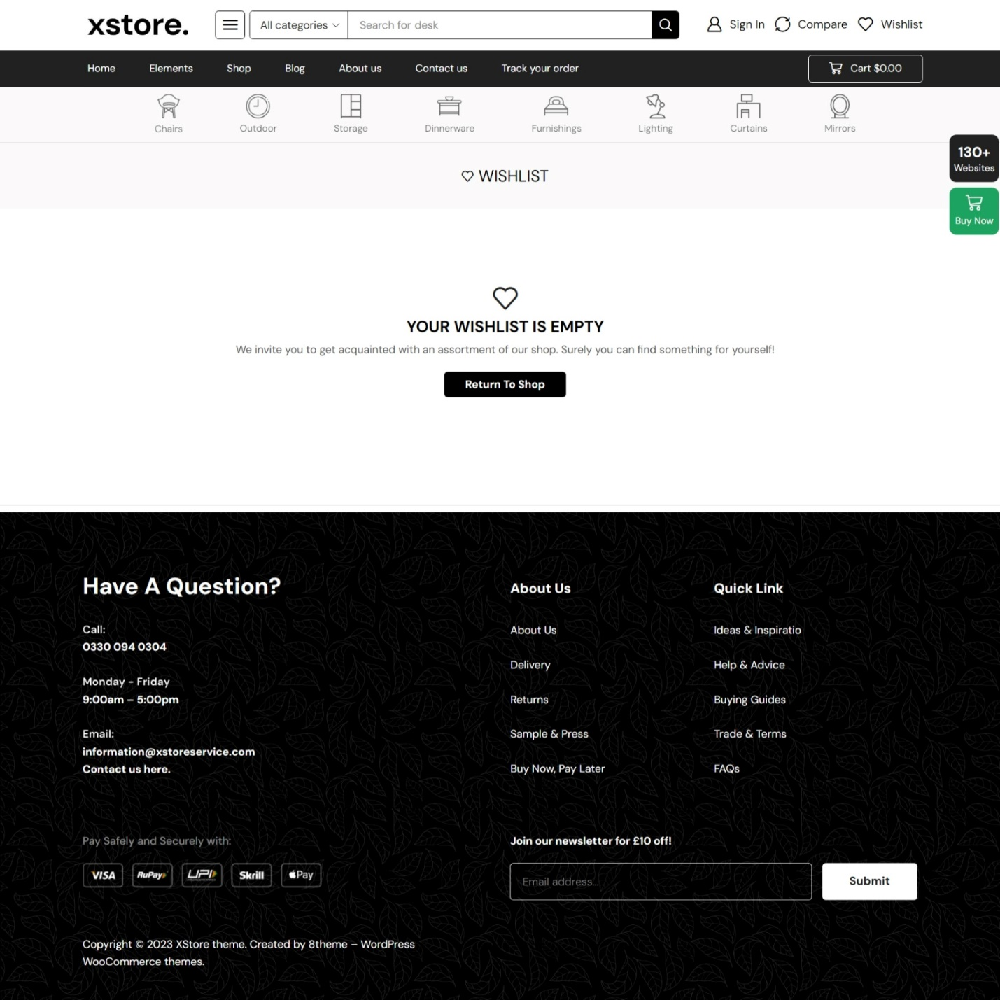 xstore.
All categories
Search for desk
Sign In
Compare
Wishlist
Home
Elements
Shop
Blog
About us
Contact us
Track your order
Cart $0.00
Chairs
Outdoor
Storage
Dinnerware
Furnishings
Lighting
Curtains
Mirrors
130+
Websites
Buy Now
WISHLIST
YOUR WISHLIST IS EMPTY
We invite you to get acquainted with an assortment of our shop. Surely you can find something for yourself!
Return To Shop
Have A Question?
Call:
0330 094 0304
Monday - Friday
9:00am – 5:00pm
Email:
information@xstoreservice.com
Contact us here.
About Us
About Us
Delivery
Returns
Sample & Press
Buy Now, Pay Later
Quick Link
Ideas & Inspiratio
Help & Advice
Buying Guides
Trade & Terms
FAQs
Pay Safely and Securely with:
VISA
RuPay
UPI
Skrill
Pay
Join our newsletter for £10 off!
Email address...
Submit
Copyright © 2023 XStore theme. Created by 8theme – WordPress
WooCommerce themes.